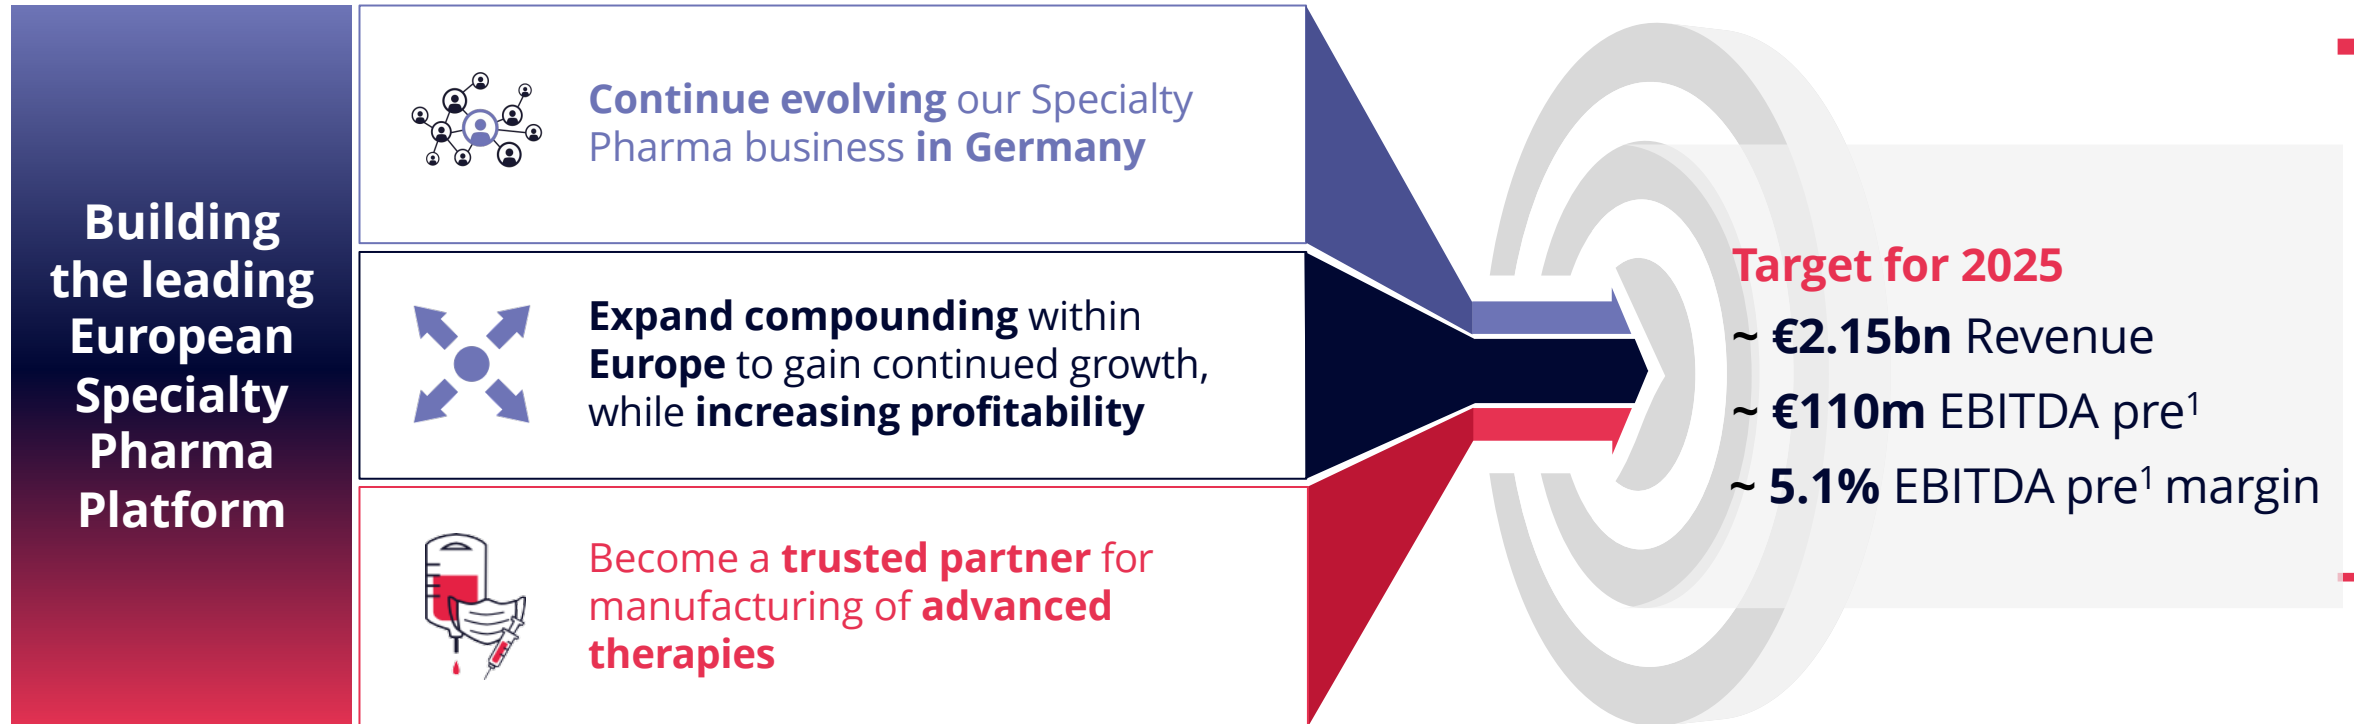 Building
the leading
European
Specialty
Pharma
Platform
Continue evolving our Specialty
Pharma business in Germany
Expand compounding within
Europe to gain continued growth,
while increasing profitability
Become a trusted partner for
manufacturing of advanced
therapies
Target for 2025
~ €2.15bn Revenue
~ €110m EBITDA pre¹
~ 5.1% EBITDA pre¹ margin